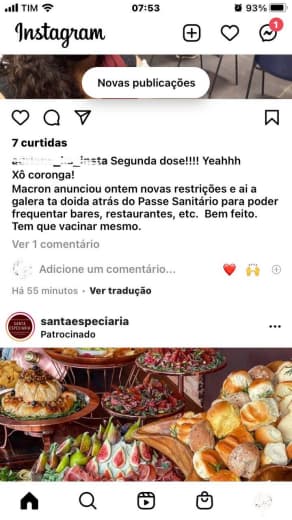 TIM
07:53
93%
Instagram
1
Novas publicações
7 curtidas
Segunda dose!!!! Yeahhh
Xô coronga!
Macron anunciou ontem novas restrições e ai a
galera ta doida atrás do Passe Sanitário para poder
frequentar bares, restaurantes, etc. Bem feito.
Tem que vacinar mesmo.
Ver 1 comentário
Adicione um comentário...
Há 55 minutos • Ver tradução
SANTA
ESPECIARIA
santaespeciaria
Patrocinado